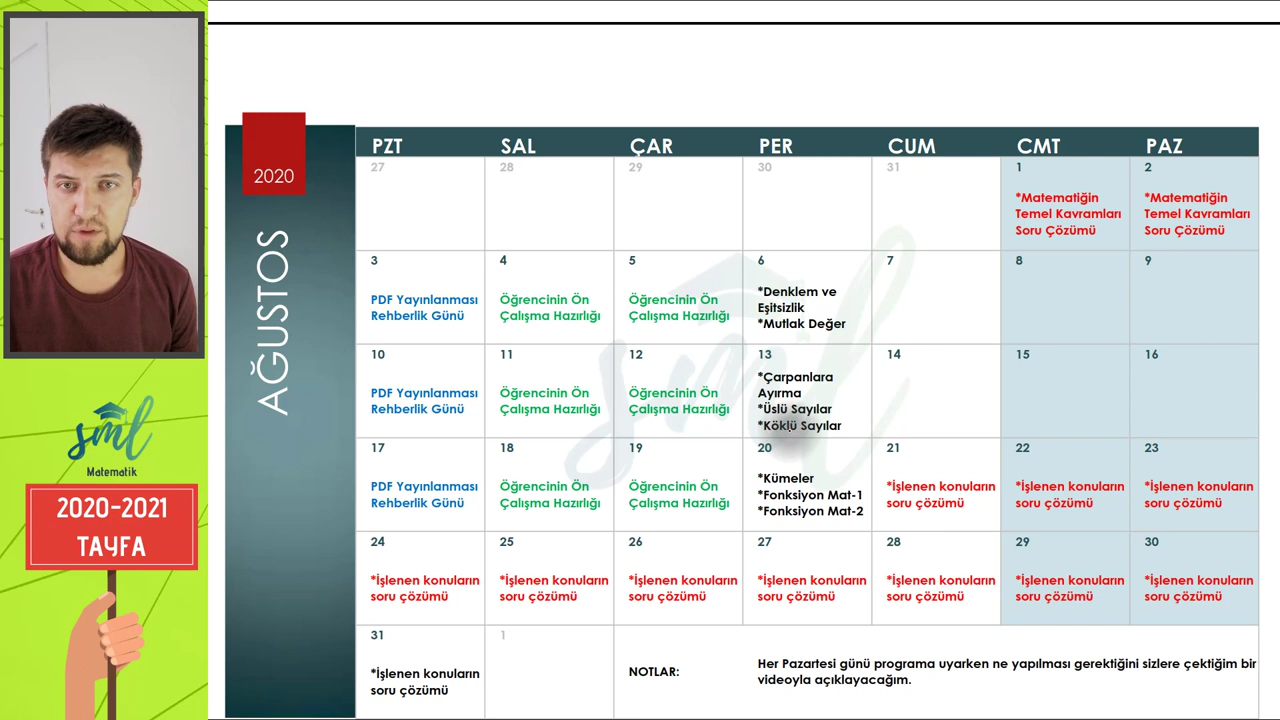 sml
Matematik
2020-2021
TAYFA
2020
AĞUSTOS
PZT SAL ÇAR PER CUM CMT PAZ
27 28 29 30 31 1 2
*Matematiğin
Temel Kavramları
Soru Çözümü
*Matematiğin
Temel Kavramları
Soru Çözümü
3 4 5 6 7 8 9
PDF Yayınlanması
Rehberlik Günü
Öğrencinin Ön
Çalışma Hazırlığı
Öğrencinin Ön
Çalışma Hazırlığı
*Denklem ve
Eşitsizlik
*Mutlak Değer
10 11 12 13 14 15 16
PDF Yayınlanması
Rehberlik Günü
Öğrencinin Ön
Çalışma Hazırlığı
Öğrencinin Ön
Çalışma Hazırlığı
*Çarpanlara
Ayırma
*Üslü Sayılar
*Köklü Sayılar
17 18 19 20 21 22 23
PDF Yayınlanması
Rehberlik Günü
Öğrencinin Ön
Çalışma Hazırlığı
Öğrencinin Ön
Çalışma Hazırlığı
*Kümeler
*Fonksiyon Mat-1
*Fonksiyon Mat-2
*İşlenen konuların
soru çözümü
*İşlenen konuların
soru çözümü
*İşlenen konuların
soru çözümü
24 25 26 27 28 29 30
*İşlenen konuların
soru çözümü
*İşlenen konuların
soru çözümü
*İşlenen konuların
soru çözümü
*İşlenen konuların
soru çözümü
*İşlenen konuların
soru çözümü
*İşlenen konuların
soru çözümü
*İşlenen konuların
soru çözümü
31 1
*İşlenen konuların
soru çözümü
NOTLAR:
Her Pazartesi günü programa uyarken ne yapılması gerektiğini sizlere çektiğim bir
videoyla açıklayacağım.
sml